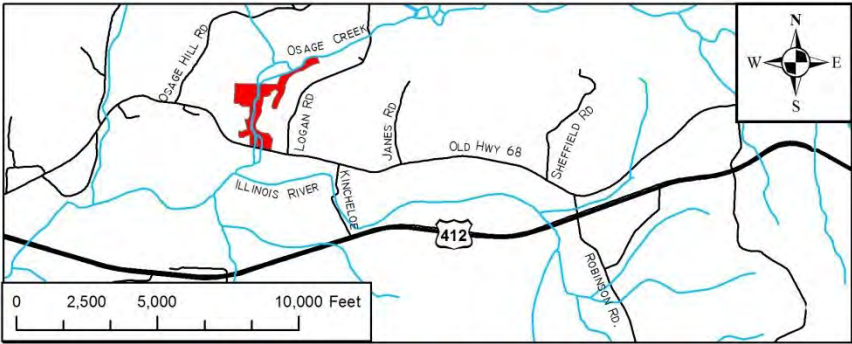 OSAGE HILL RD
OSAGE CREEK
N
W E
S
LOGAN RD
JANES RD
OLD HWY 68
SHEFFIELD RD
ILLINOIS RIVER
KINCHELOE
412
ROBINSON RD.
0 2,500 5,000 10,000 Feet